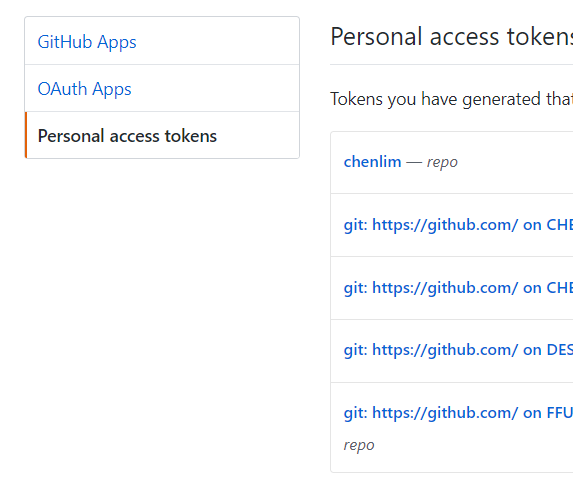 GitHub Apps
OAuth Apps
Personal access tokens
Personal access tokens
Tokens you have generated that
chenlim — repo
git: https://github.com/ on CHE
git: https://github.com/ on CHE
git: https://github.com/ on DES
git: https://github.com/ on FFU
repo